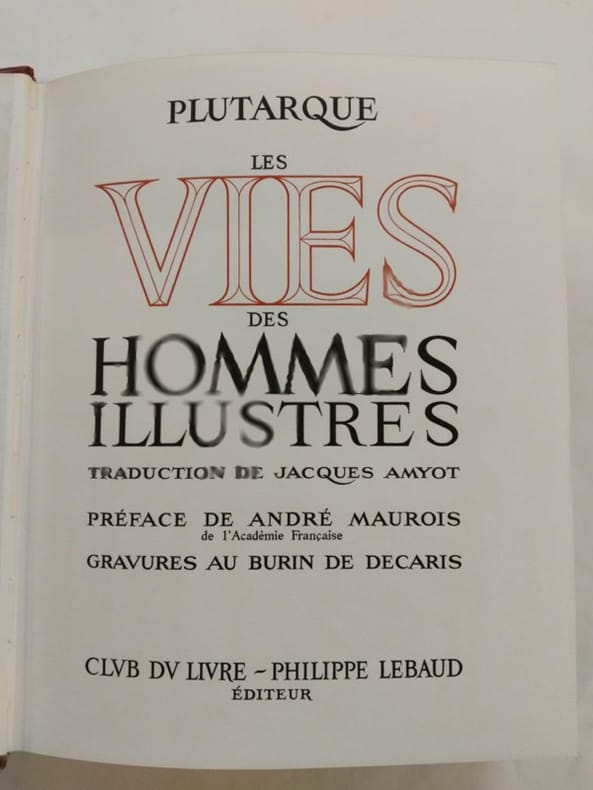 PLUTARQUE
LES
VIES
DES
HOMMES
ILLUSTRES
TRADUCTION DE JACQUES AMYOT
PRÉFACE DE ANDRÉ MAUROIS
de l'Académie Française
GRAVURES AU BURIN DE DECARIS
CLVB DV LIVRE ~ PHILIPPE LEBAUD
ÉDITEUR